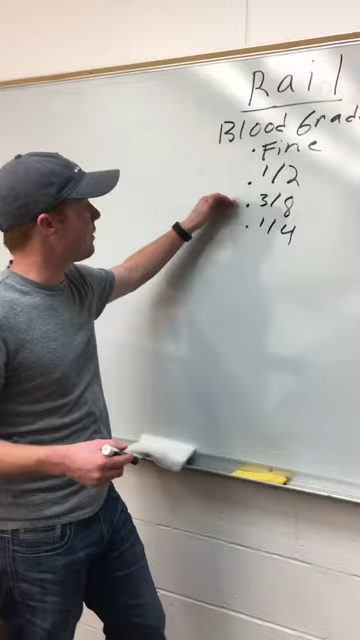 Rail
Blood Grad
· Fine
· 1/2
· 3/8
· 1/4